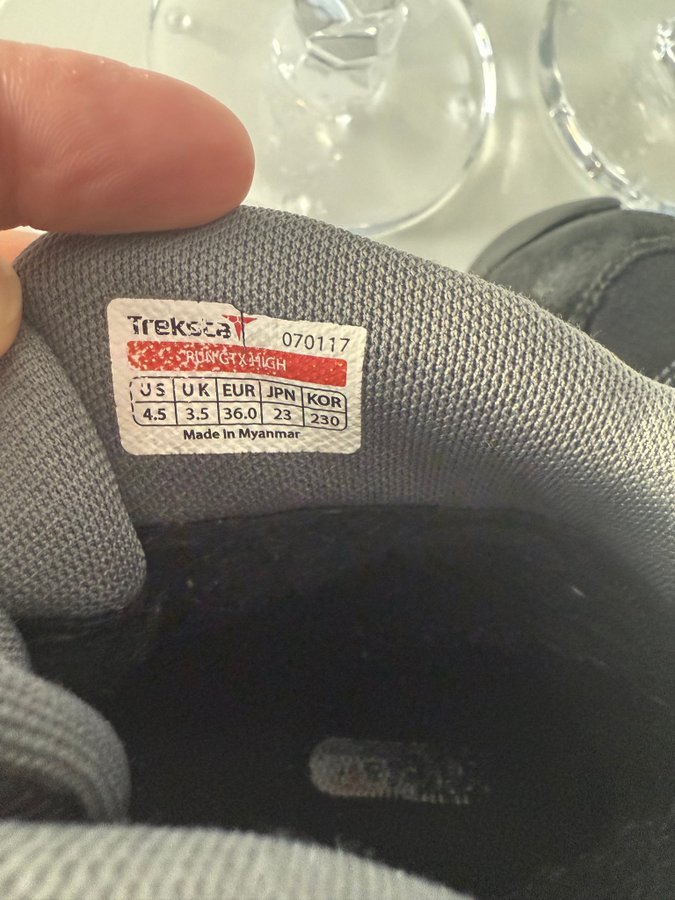 Treksta 070117
RUN GTX HIGH
US UK EUR JPN KOR
4.5 3.5 36.0 23 230
Made In Myanmar